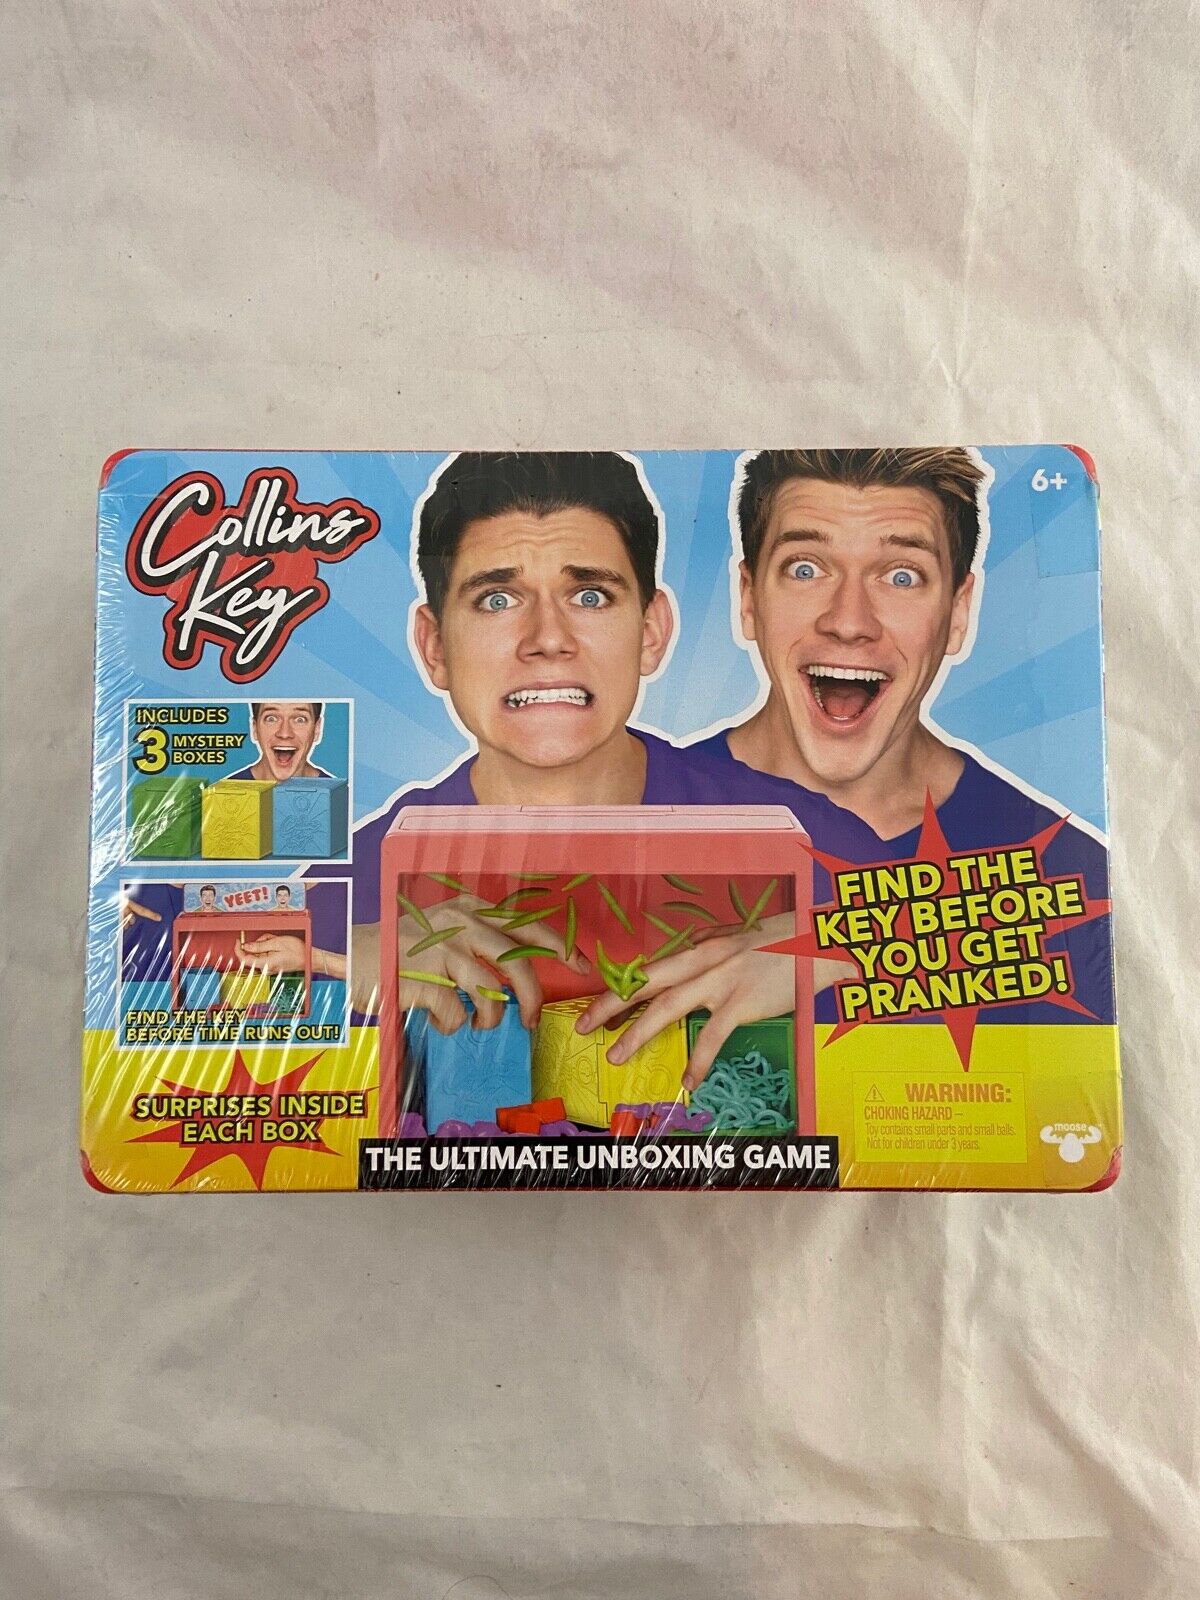 Collins
Key
6+
INCLUDES
3 MYSTERY
BOXES
YEET!
FIND THE KEY
BEFORE TIME RUNS OUT!
SURPRISES INSIDE
EACH BOX
FIND THE
KEY BEFORE
YOU GET
PRANKED!
THE ULTIMATE UNBOXING GAME
⚠ WARNING:
CHOKING HAZARD –
Toy contains small parts and small balls.
Not for children under 3 years.
moose